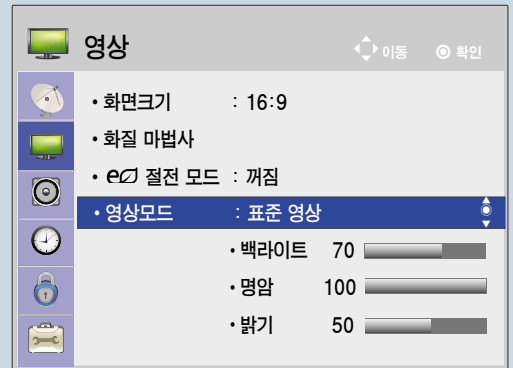 영상 이동 확인
• 화면크기 : 16:9
• 화질 마법사
• e 절전 모드 : 꺼짐
• 영상모드 : 표준 영상
• 백라이트 70
• 명암 100
• 밝기 50